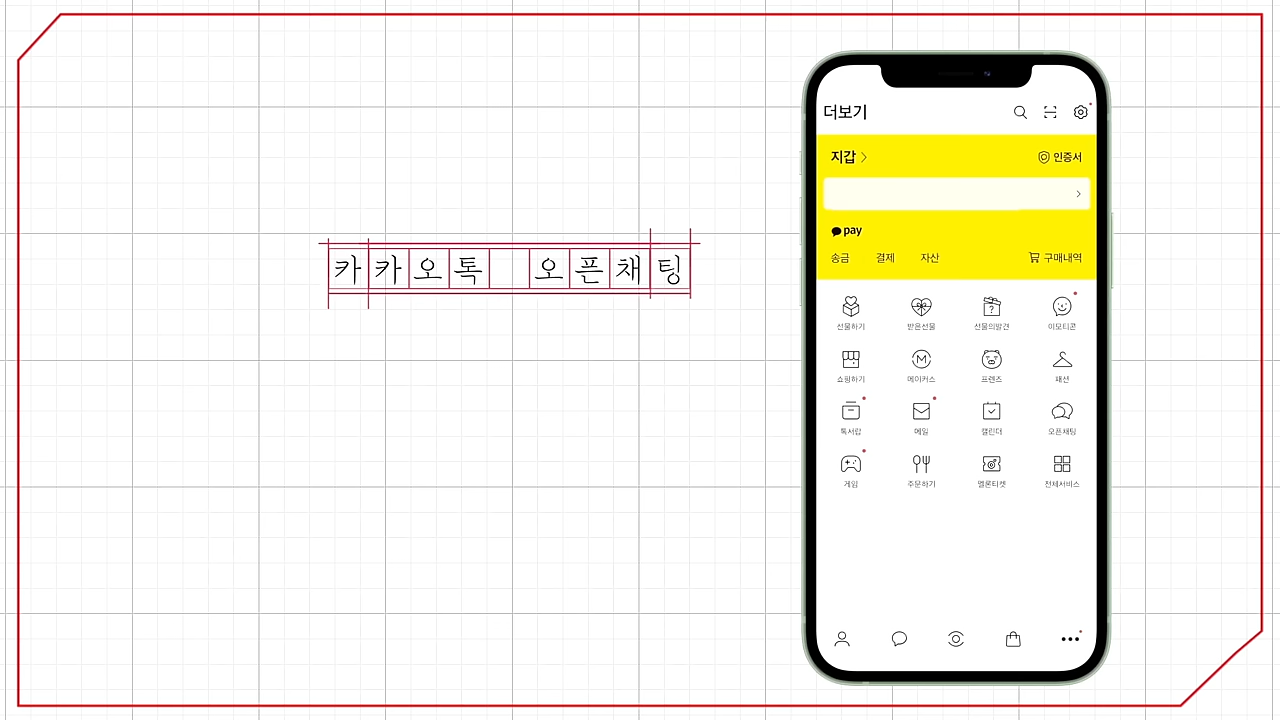 카카오톡 오픈채팅
더보기
지갑 인증서
pay
송금 결제 자산 구매내역
선물하기 받은선물 선물의발견 이모티콘
쇼핑하기 메이커스 프렌즈 패션
톡서랍 메일 캘린더 오픈채팅
게임 주문하기 멜론티켓 전체서비스